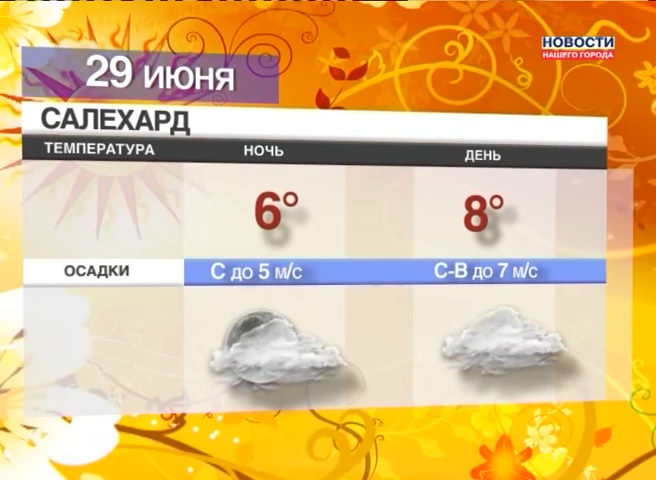 НОВОСТИ
НАШЕГО ГОРОДА
29 ИЮНЯ
САЛЕХАРД
ТЕМПЕРАТУРА НОЧЬ ДЕНЬ
6° 8°
ОСАДКИ С ДО 5 М/С С-В ДО 7 М/С